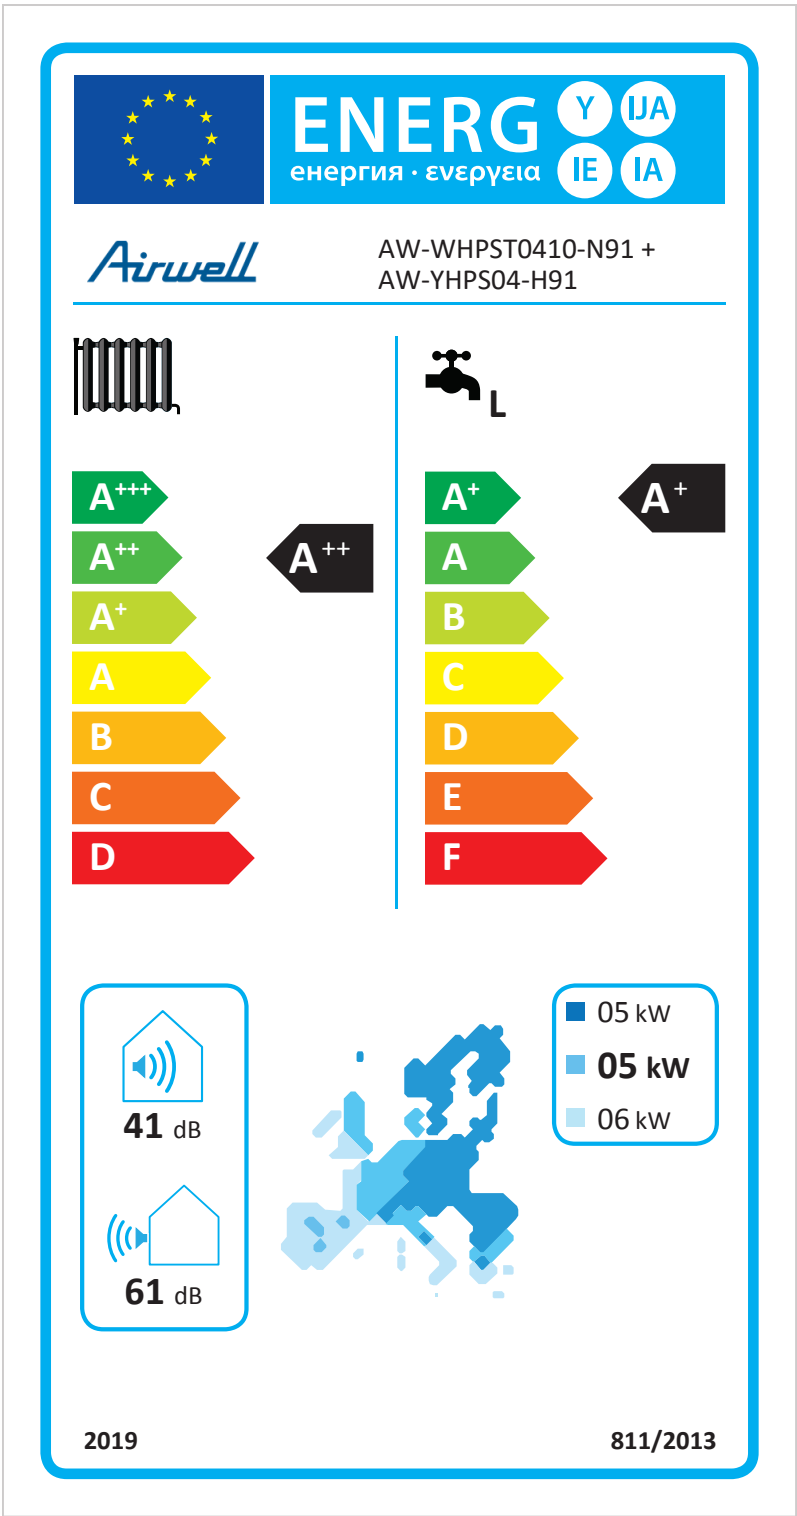 ENERG
енергия · ενεργεια
Y
IJA
IE
IA
Airwell
AW-WHPST0410-N91 +
AW-YHPS04-H91
L
A+++
A++
A+
A
B
C
D
A++
A+
A
B
C
D
E
F
A+
41 dB
61 dB
05 kW
05 kW
06 kW
2019
811/2013